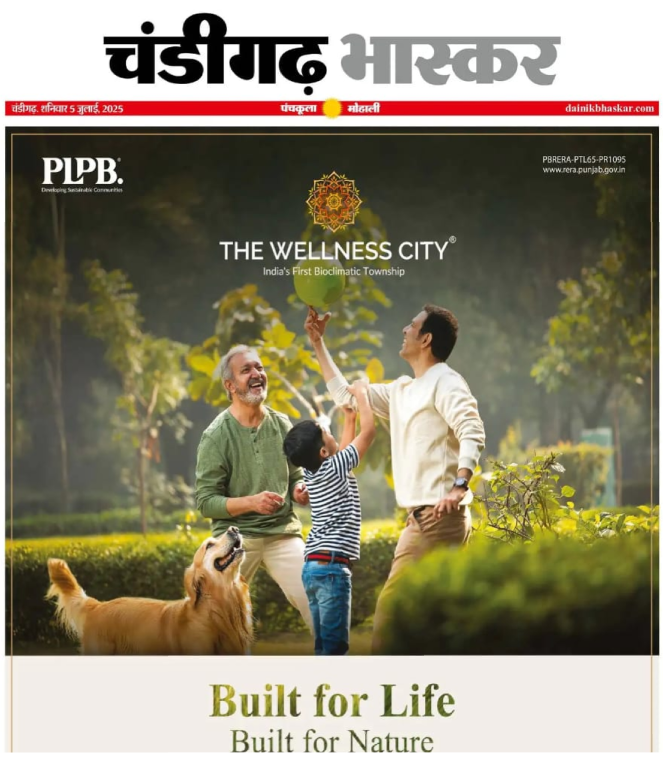 चंडीगढ़ भास्कर
चंडीगढ़. शनिवार 5 जुलाई, 2025
पंचकूला मोहाली
dainikbhaskar.com
PLPB.®
Developing Sustainable Communities
PBRERA-PTL65-PR1095
www.rera.punjab.gov.in
THE WELLNESS CITY®
India's First Bioclimatic Township
Built for Life
Built for Nature